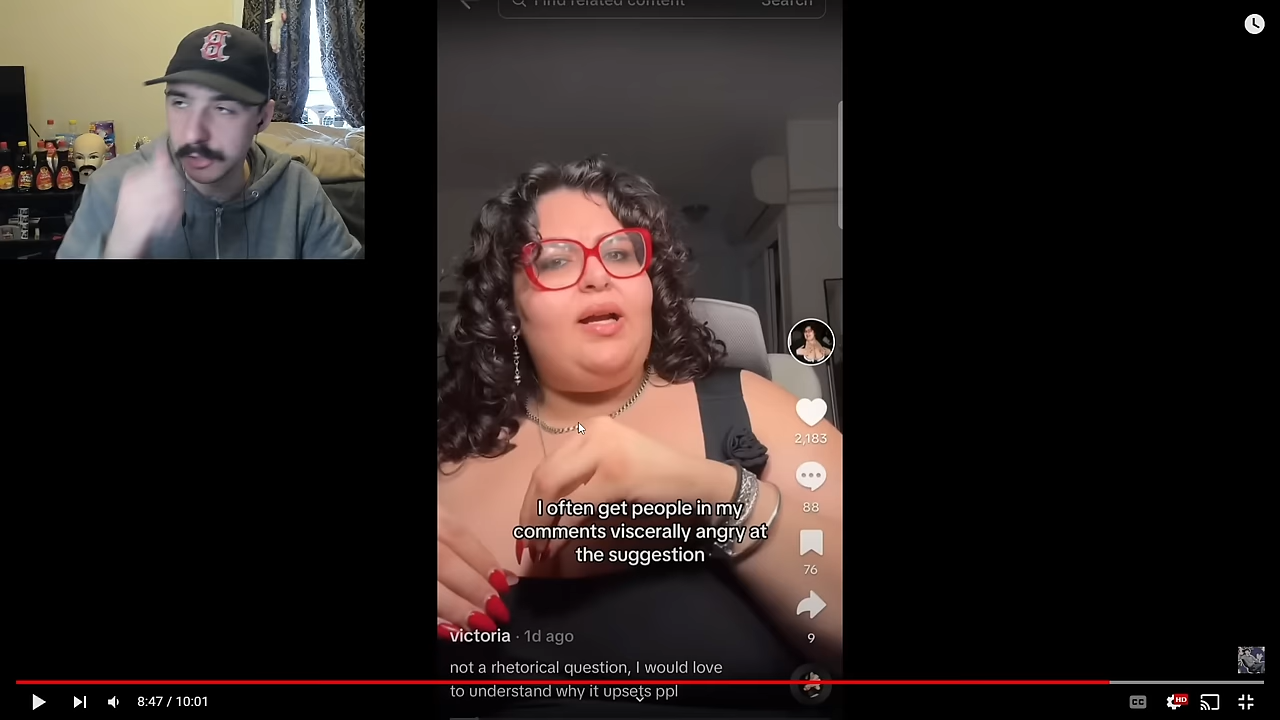 Find related content Search
B
2,183
88
76
9
I often get people in my
comments viscerally angry at
the suggestion
victoria · 1d ago
not a rhetorical question, I would love
to understand why it upsets ppl
8:47 / 10:01
CC
HD